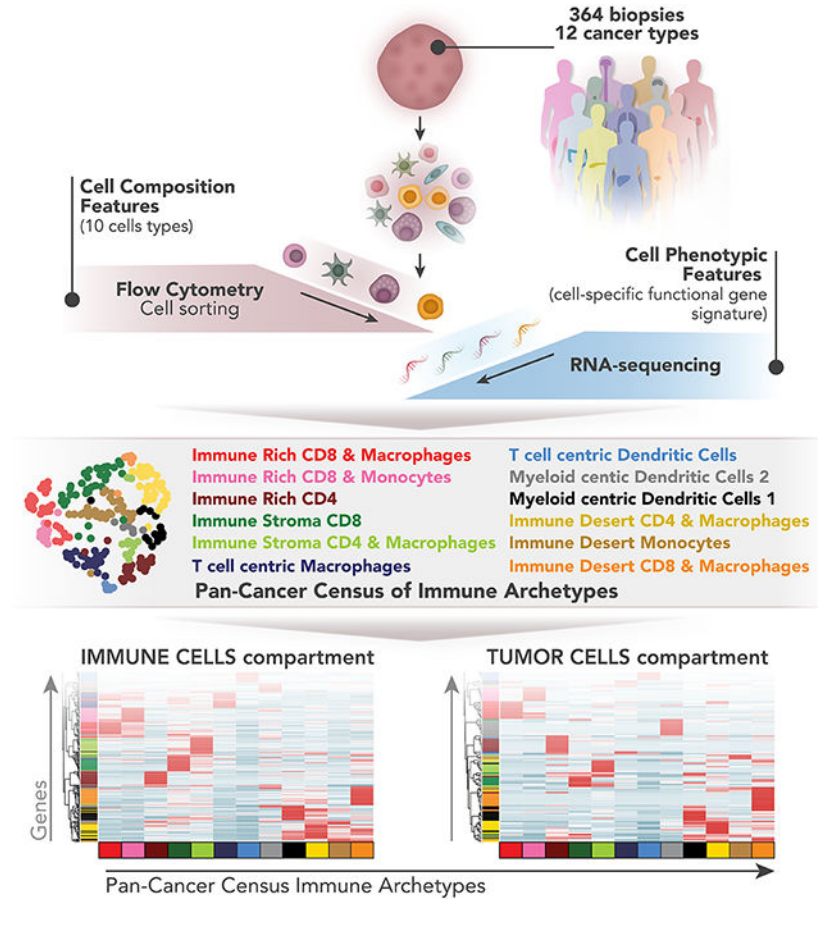 364 biopsies
12 cancer types
Cell Composition
Features
(10 cells types)
Flow Cytometry
Cell sorting
Cell Phenotypic
Features
(cell-specific functional gene
signature)
RNA-sequencing
Immune Rich CD8 & Macrophages
Immune Rich CD8 & Monocytes
Immune Rich CD4
Immune Stroma CD8
Immune Stroma CD4 & Macrophages
T cell centric Macrophages
T cell centric Dendritic Cells
Myeloid centic Dendritic Cells 2
Myeloid centric Dendritic Cells 1
Immune Desert CD4 & Macrophages
Immune Desert Monocytes
Immune Desert CD8 & Macrophages
Pan-Cancer Census of Immune Archetypes
IMMUNE CELLS compartment
TUMOR CELLS compartment
Genes
Pan-Cancer Census Immune Archetypes